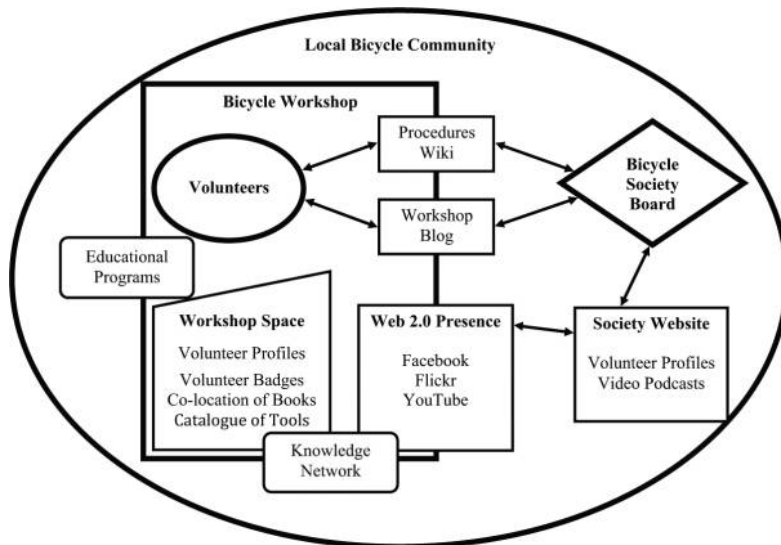 Local Bicycle Community
Bicycle Workshop
Procedures
Wiki
Volunteers
Bicycle
Society
Board
Workshop
Blog
Educational
Programs
Workshop Space
Volunteer Profiles
Volunteer Badges
Co-location of Books
Catalogue of Tools
Web 2.0 Presence
Facebook
Flickr
YouTube
Society Website
Volunteer Profiles
Video Podcasts
Knowledge
Network